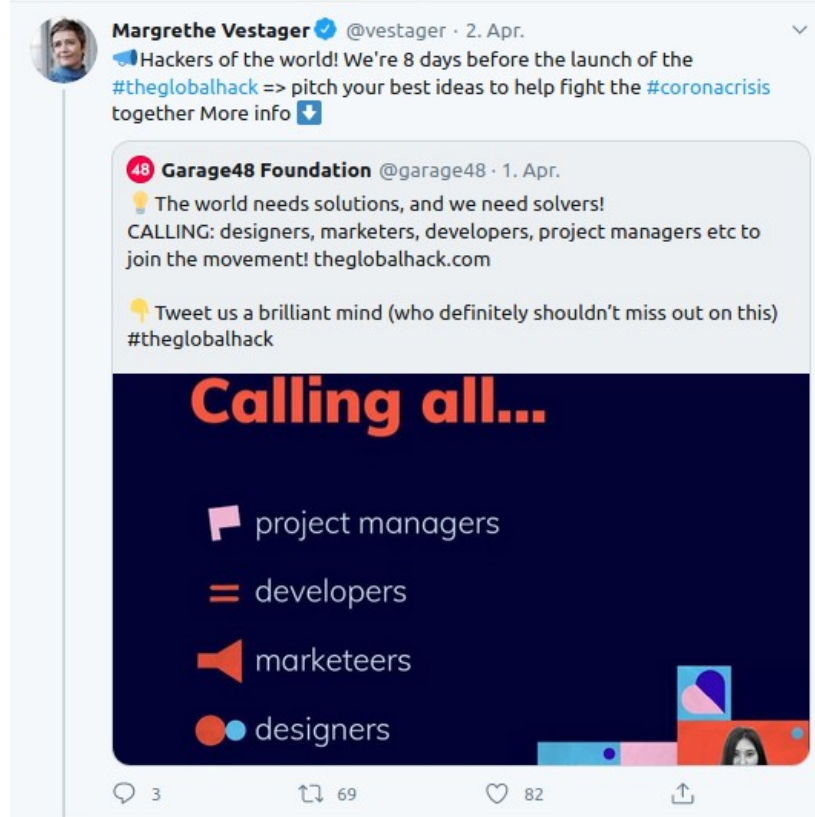 Margrethe Vestager @vestager · 2. Apr.
📣Hackers of the world! We're 8 days before the launch of the
#theglobalhack => pitch your best ideas to help fight the #coronacrisis
together More info ⬇️
48 Garage48 Foundation @garage48 · 1. Apr.
💡The world needs solutions, and we need solvers!
CALLING: designers, marketers, developers, project managers etc to
join the movement! theglobalhack.com
👇Tweet us a brilliant mind (who definitely shouldn't miss out on this)
#theglobalhack
Calling all...
project managers
developers
marketeers
designers
3 69 82